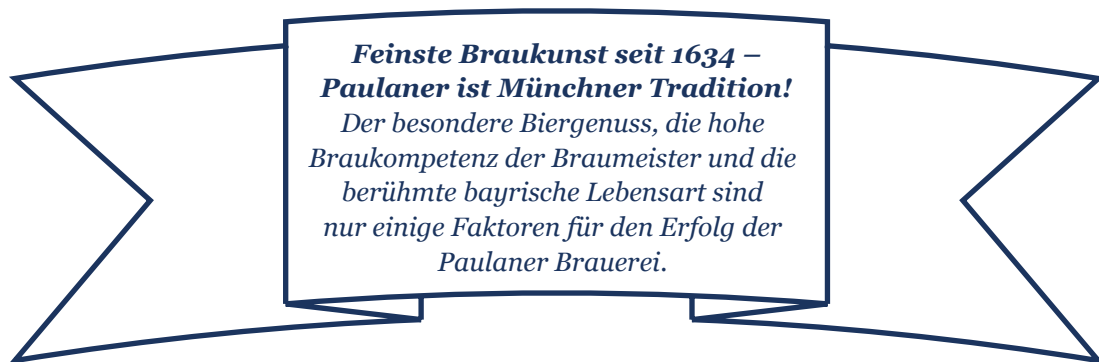 Feinste Braukunst seit 1634 –
Paulaner ist Münchner Tradition!
Der besondere Biergenuss, die hohe
Braukompetenz der Braumeister und die
berühmte bayrische Lebensart sind
nur einige Faktoren für den Erfolg der
Paulaner Brauerei.